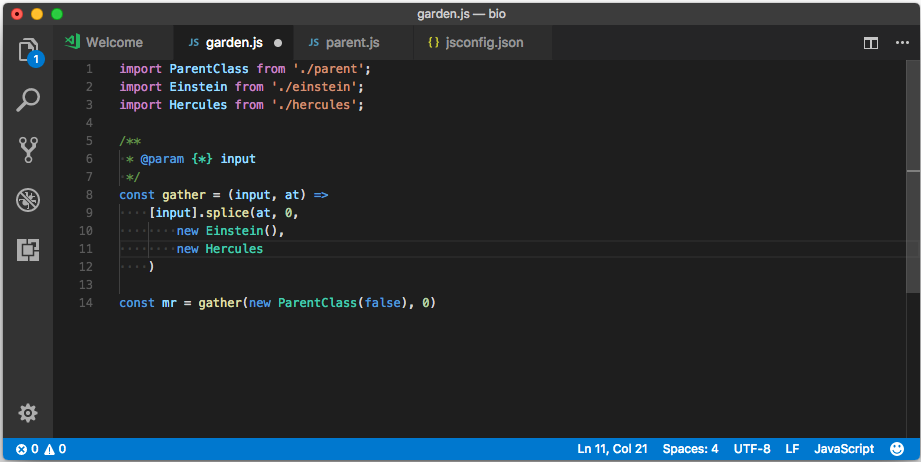 garden.js — bio
Welcome
JS garden.js
JS parent.js
{} jsconfig.json
1
1 import ParentClass from './parent';
2 import Einstein from './einstein';
3 import Hercules from './hercules';
4
5 /**
6 * @param {*} input
7 */
8 const gather = (input, at) =>
9 [input].splice(at, 0,
10 new Einstein(),
11 new Hercules
12 )
13
14 const mr = gather(new ParentClass(false), 0)
0 0 Ln 11, Col 21 Spaces: 4 UTF-8 LF JavaScript